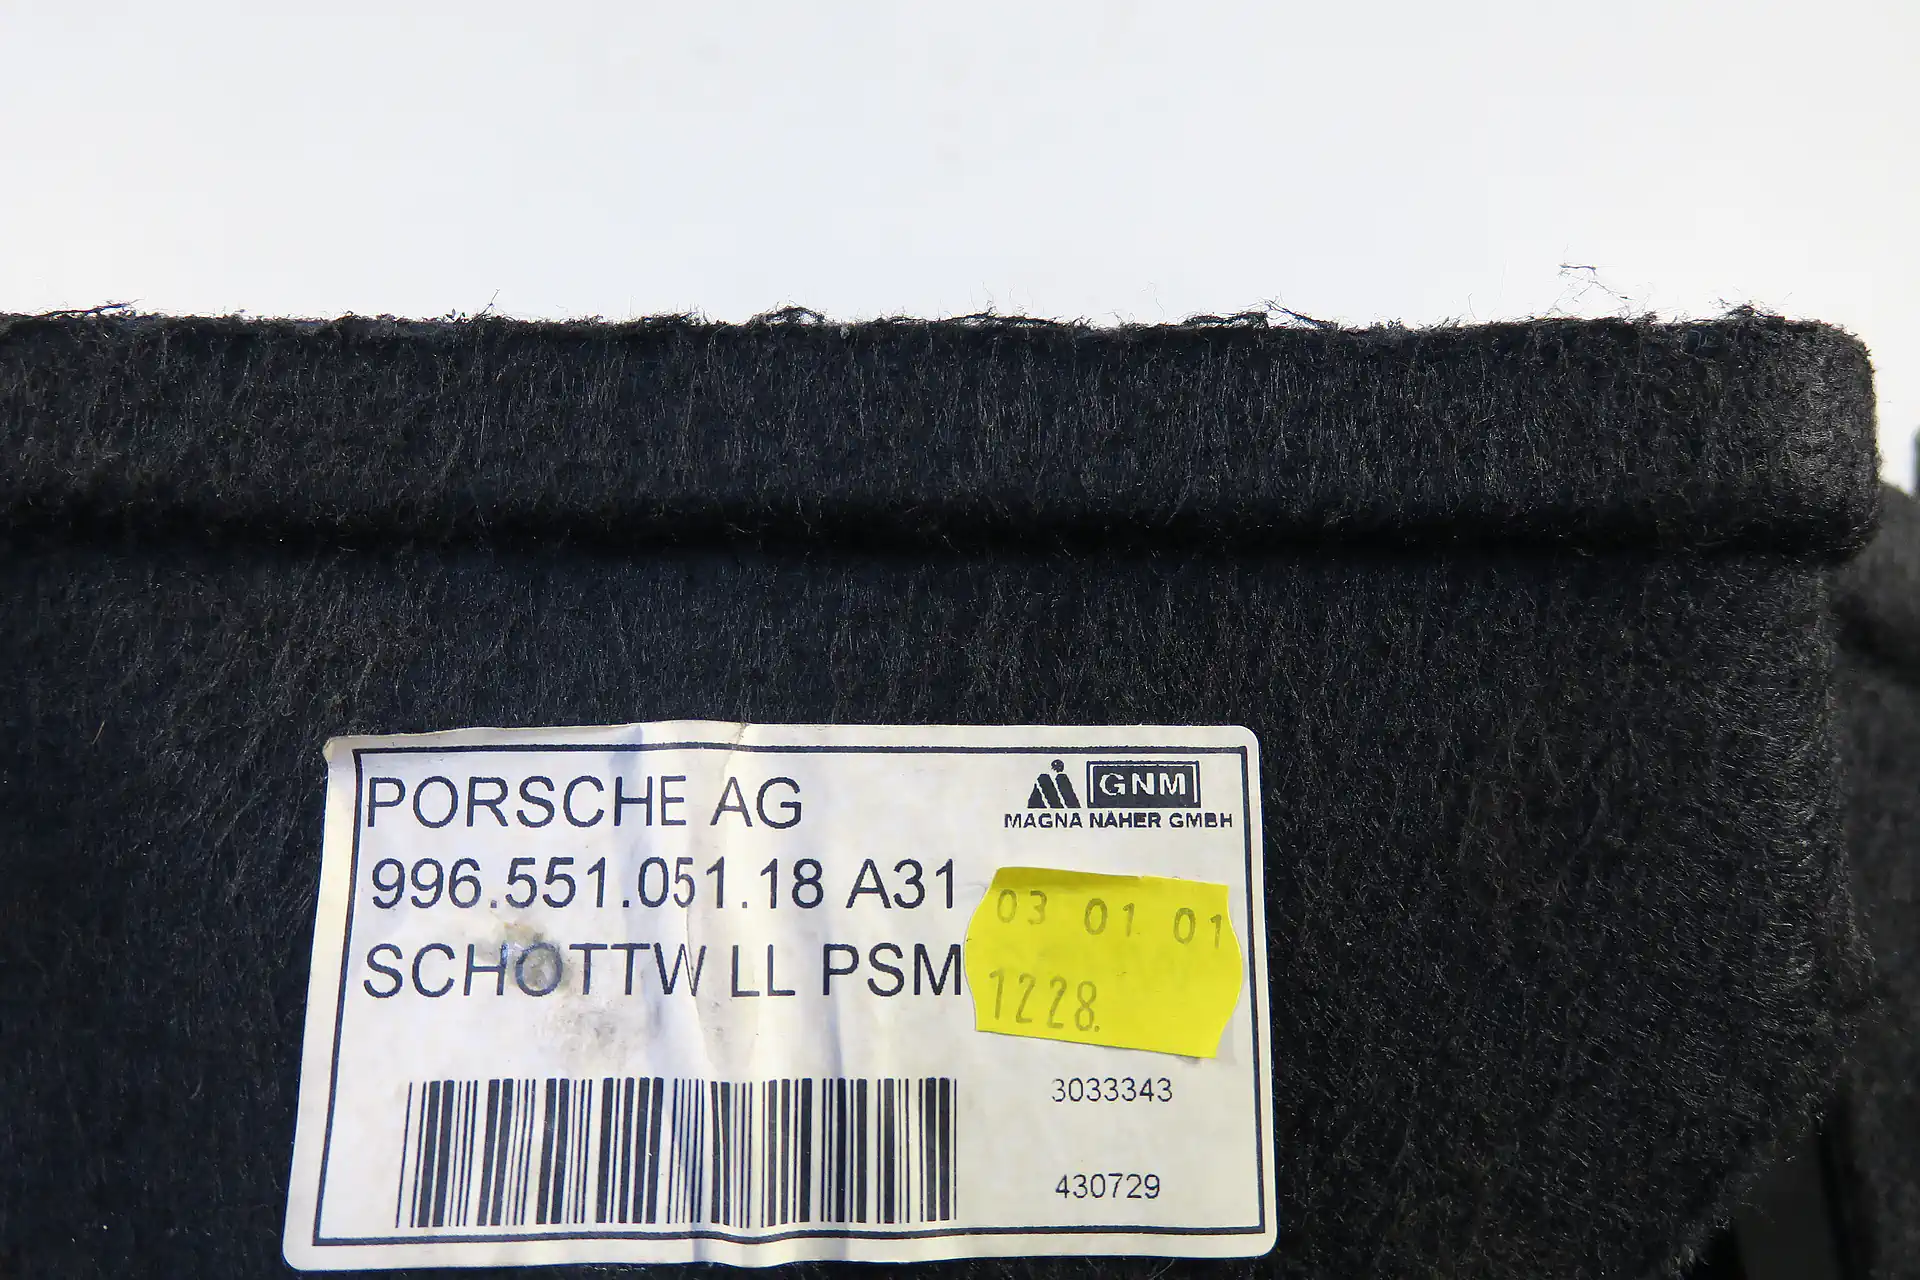 PORSCHE AG
GNM
MAGNA NÄHER GMBH
996.551.051.18 A31
SCHOTTW LL PSM
03 01 01
1228.
3033343
430729